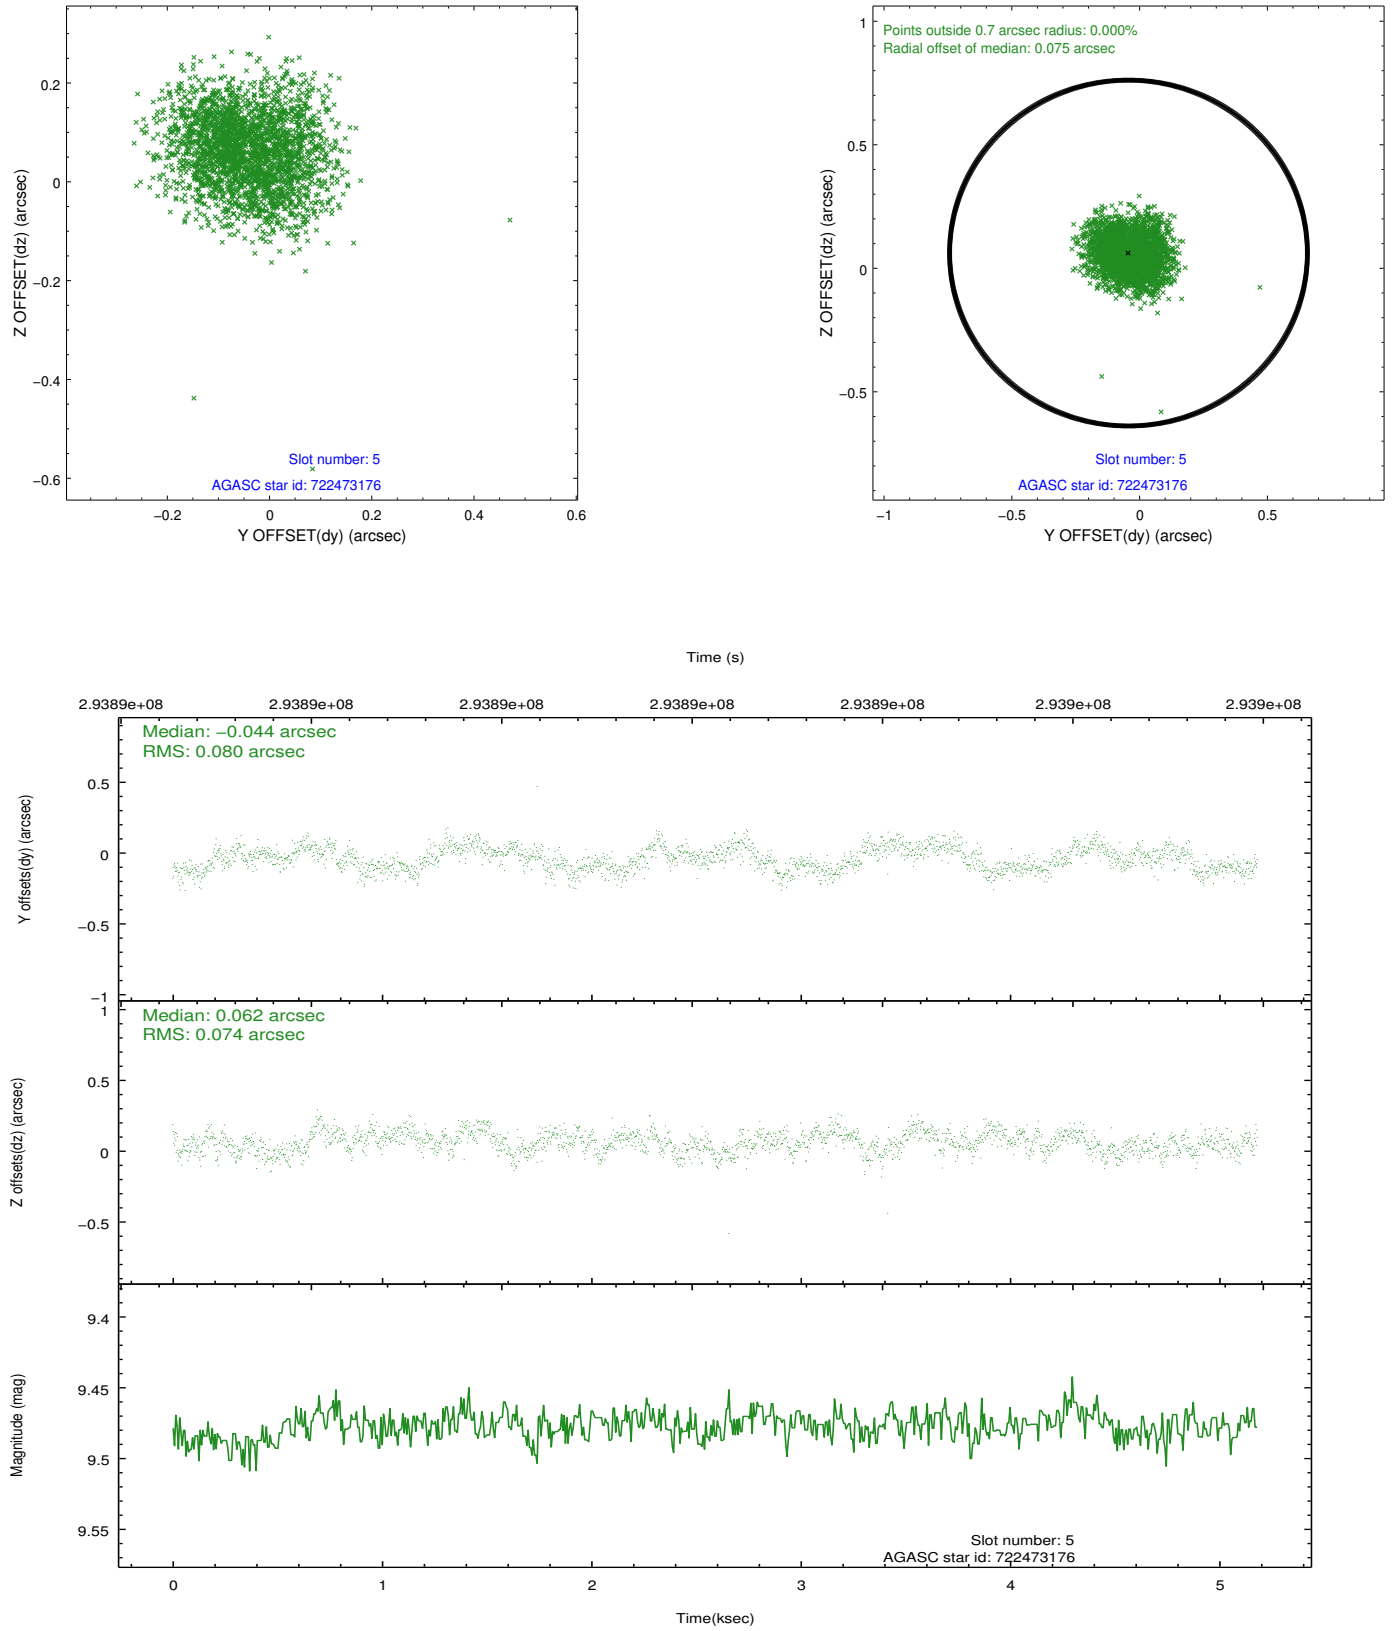 0.2
0
−0.2
−0.4
−0.6
Z OFFSET(dz) (arcsec)
Slot number: 5
AGASC star id: 722473176
−0.2
0
0.2
0.4
0.6
Y OFFSET(dy) (arcsec)
Points outside 0.7 arcsec radius: 0.000%
Radial offset of median: 0.075 arcsec
1
0.5
0
−0.5
Z OFFSET(dz) (arcsec)
Slot number: 5
AGASC star id: 722473176
−1
−0.5
0
0.5
Y OFFSET(dy) (arcsec)
Time (s)
2.9389e+08
2.9389e+08
2.9389e+08
2.9389e+08
2.9389e+08
2.939e+08
2.939e+08
Median: −0.044 arcsec
RMS: 0.080 arcsec
0.5
0
−0.5
−1
Y offsets(dy) (arcsec)
Median: 0.062 arcsec
RMS: 0.074 arcsec
1
0.5
0
−0.5
Z offsets(dz) (arcsec)
9.4
9.45
9.5
9.55
Magnitude (mag)
Slot number: 5
AGASC star id: 722473176
0
1
2
3
4
5
Time(ksec)